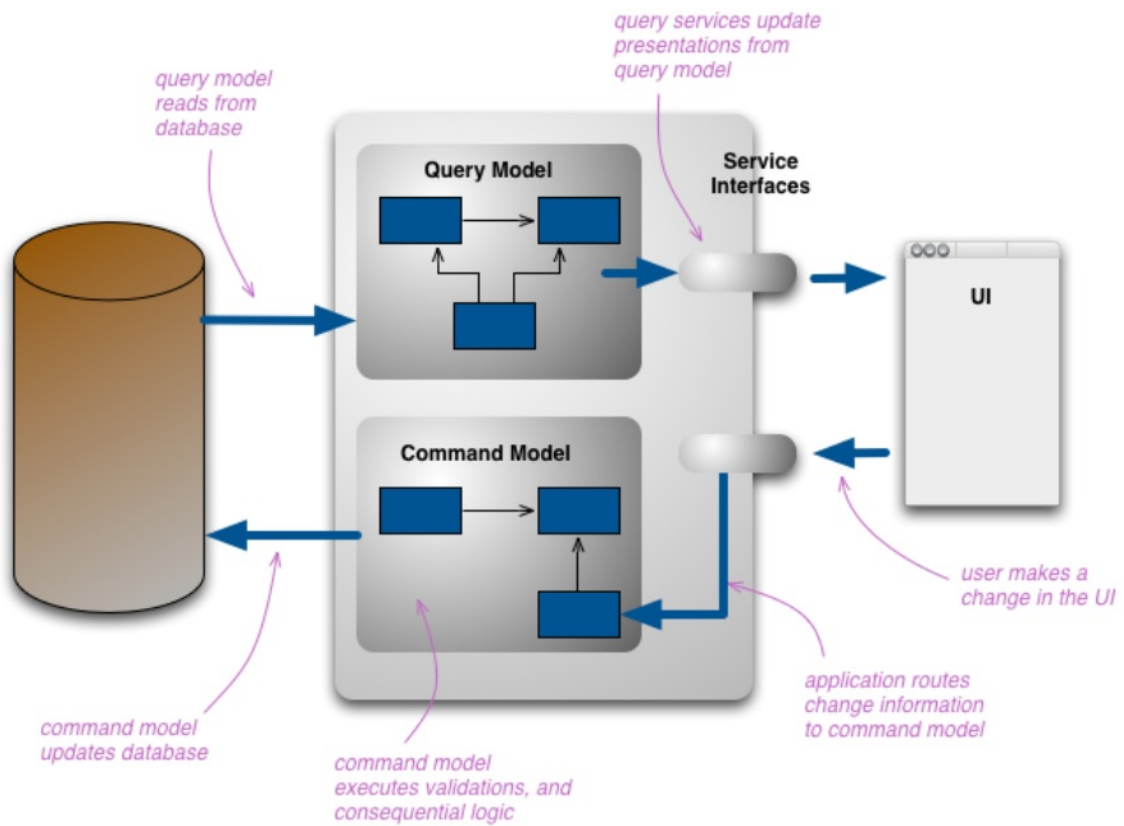 query services update
presentations from
query model
query model
reads from
database
Query Model
Service
Interfaces
UI
Command Model
user makes a
change in the UI
application routes
change information
to command model
command model
updates database
command model
executes validations, and
consequential logic